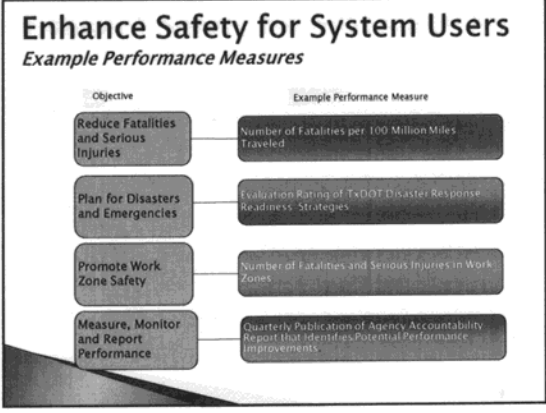 Enhance Safety for System Users
Example Performance Measures
Objective
Example Performance Measure
Reduce Fatalities
and Serious
Injuries
Number of Fatalities per 100 Million Miles
Traveled
Plan for Disasters
and Emergencies
Evaluation Rating of TxDOT Disaster Response
Readiness Strategies
Promote Work
Zone Safety
Number of Fatalities and Serious Injuries in Work
Zones
Measure, Monitor
and Report
Performance
Quarterly Publication of Agency Accountability
Report that Identifies Potential Performance
Improvements